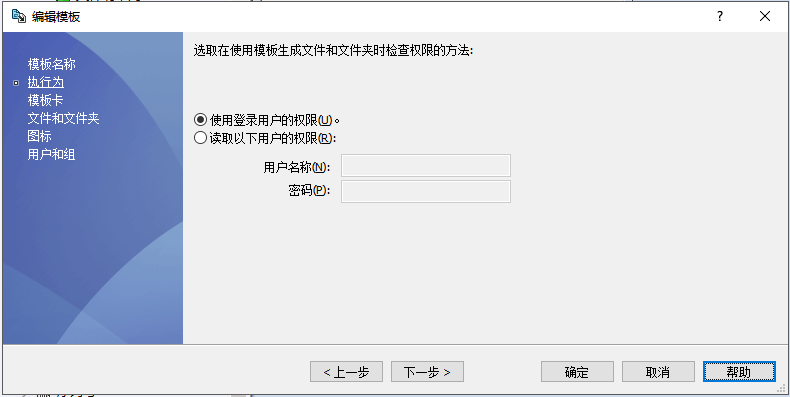 编辑模板
?
模板名称
执行为
模板卡
文件和文件夹
图标
用户和组
选取在使用模板生成文件和文件夹时检查权限的方法:
使用登录用户的权限(U)。
读取以下用户的权限(R):
用户名称(N):
密码(P):
< 上一步
下一步 >
确定
取消
帮助